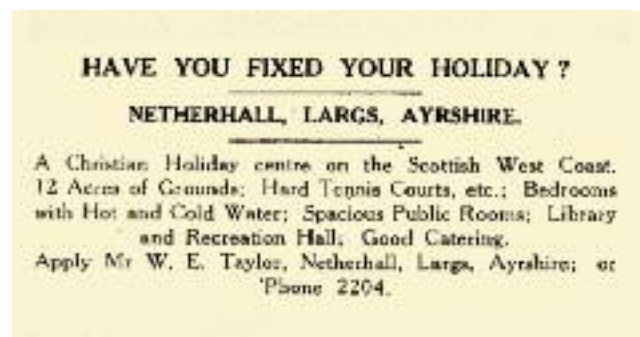 HAVE YOU FIXED YOUR HOLIDAY?
NETHERHALL, LARGS, AYRSHIRE.
A Christian Holiday centre on the Scottish West Coast.
12 Acres of Grounds; Hard Tennis Courts, etc.; Bedrooms
with Hot and Cold Water; Spacious Public Rooms; Library
and Recreation Hall; Good Catering.
Apply Mr W. E. Taylor, Netherhall, Largs, Ayrshire; or
'Phone 2204.